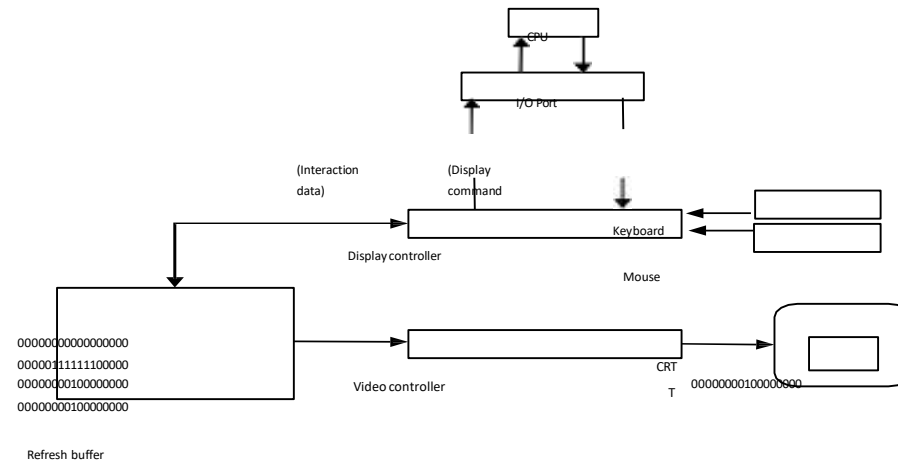 CPU
I/O Port
(Interaction data)
(Display command
Keyboard
Display controller
Mouse
00000000000000000
00000111111100000
00000000100000000
00000000100000000
Video controller
CRT
T
00000000100000000
Refresh buffer